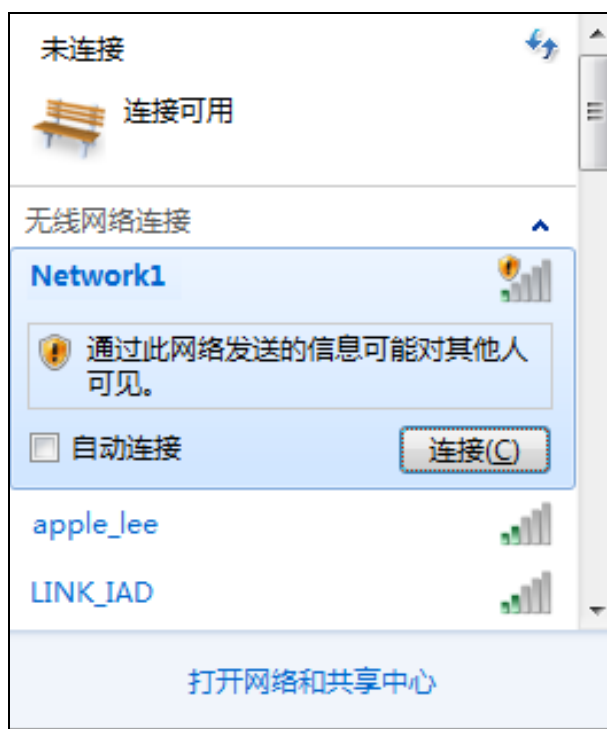 未连接
连接可用
无线网络连接
Network1
通过此网络发送的信息可能对其他人
可见。
自动连接
连接(C)
apple_lee
LINK_IAD
打开网络和共享中心